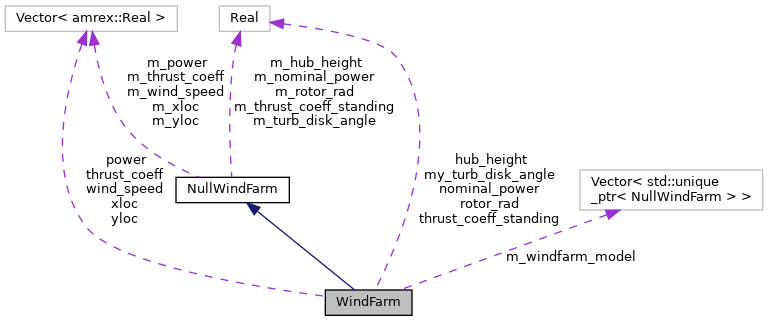 Vector< amrex::Real >
Real
m_power
m_thrust_coeff
m_wind_speed
m_xloc
m_yloc
m_hub_height
m_nominal_power
m_rotor_rad
m_thrust_coeff_standing
m_turb_disk_angle
power
thrust_coeff
wind_speed
xloc
yloc
NullWindFarm
hub_height
my_turb_disk_angle
nominal_power
rotor_rad
thrust_coeff_standing
Vector< std::unique
_ptr< NullWindFarm > >
m_windfarm_model
WindFarm